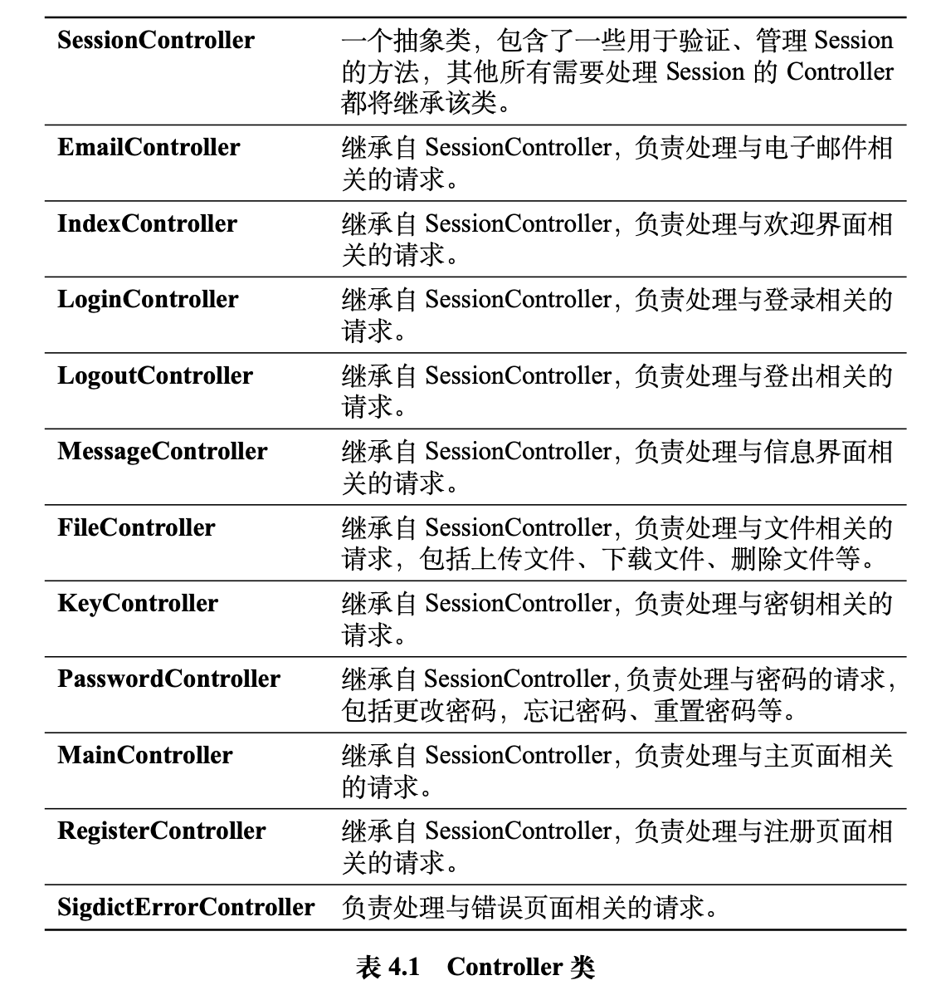 SessionController 一个抽象类，包含了一些用于验证、管理 Session
的方法，其他所有需要处理 Session 的 Controller
都将继承该类。
EmailController 继承自 SessionController，负责处理与电子邮件相
关的请求。
IndexController 继承自 SessionController，负责处理与欢迎界面相
关的请求。
LoginController 继承自 SessionController，负责处理与登录相关的
请求。
LogoutController 继承自 SessionController，负责处理与登出相关的
请求。
MessageController 继承自 SessionController，负责处理与信息界面相
关的请求。
FileController 继承自 SessionController，负责处理与文件相关的
请求，包括上传文件、下载文件、删除文件等。
KeyController 继承自 SessionController，负责处理与密钥相关的
请求。
PasswordController 继承自 SessionController，负责处理与密码的请求，
包括更改密码，忘记密码、重置密码等。
MainController 继承自 SessionController，负责处理与主页面相关
的请求。
RegisterController 继承自 SessionController，负责处理与注册页面相
关的请求。
SigdictErrorController 负责处理与错误页面相关的请求。
表 4.1 Controller 类